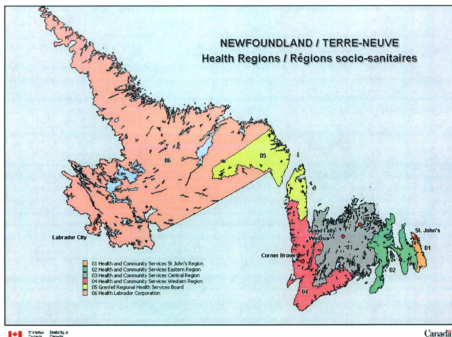 NEWFOUNDLAND / TERRE-NEUVE
Health Regions / Régions socio-sanitaires
06
05
Labrador City
Corner Brook
Windsor
St. John's
01
02
04
01 Health and Community Services St John's Region
02 Health and Community Services Eastern Region
03 Health and Community Services Central Region
04 Health and Community Services Western Region
05 Grenfell Regional Health Services Board
06 Health Labrador Corporation
Canada